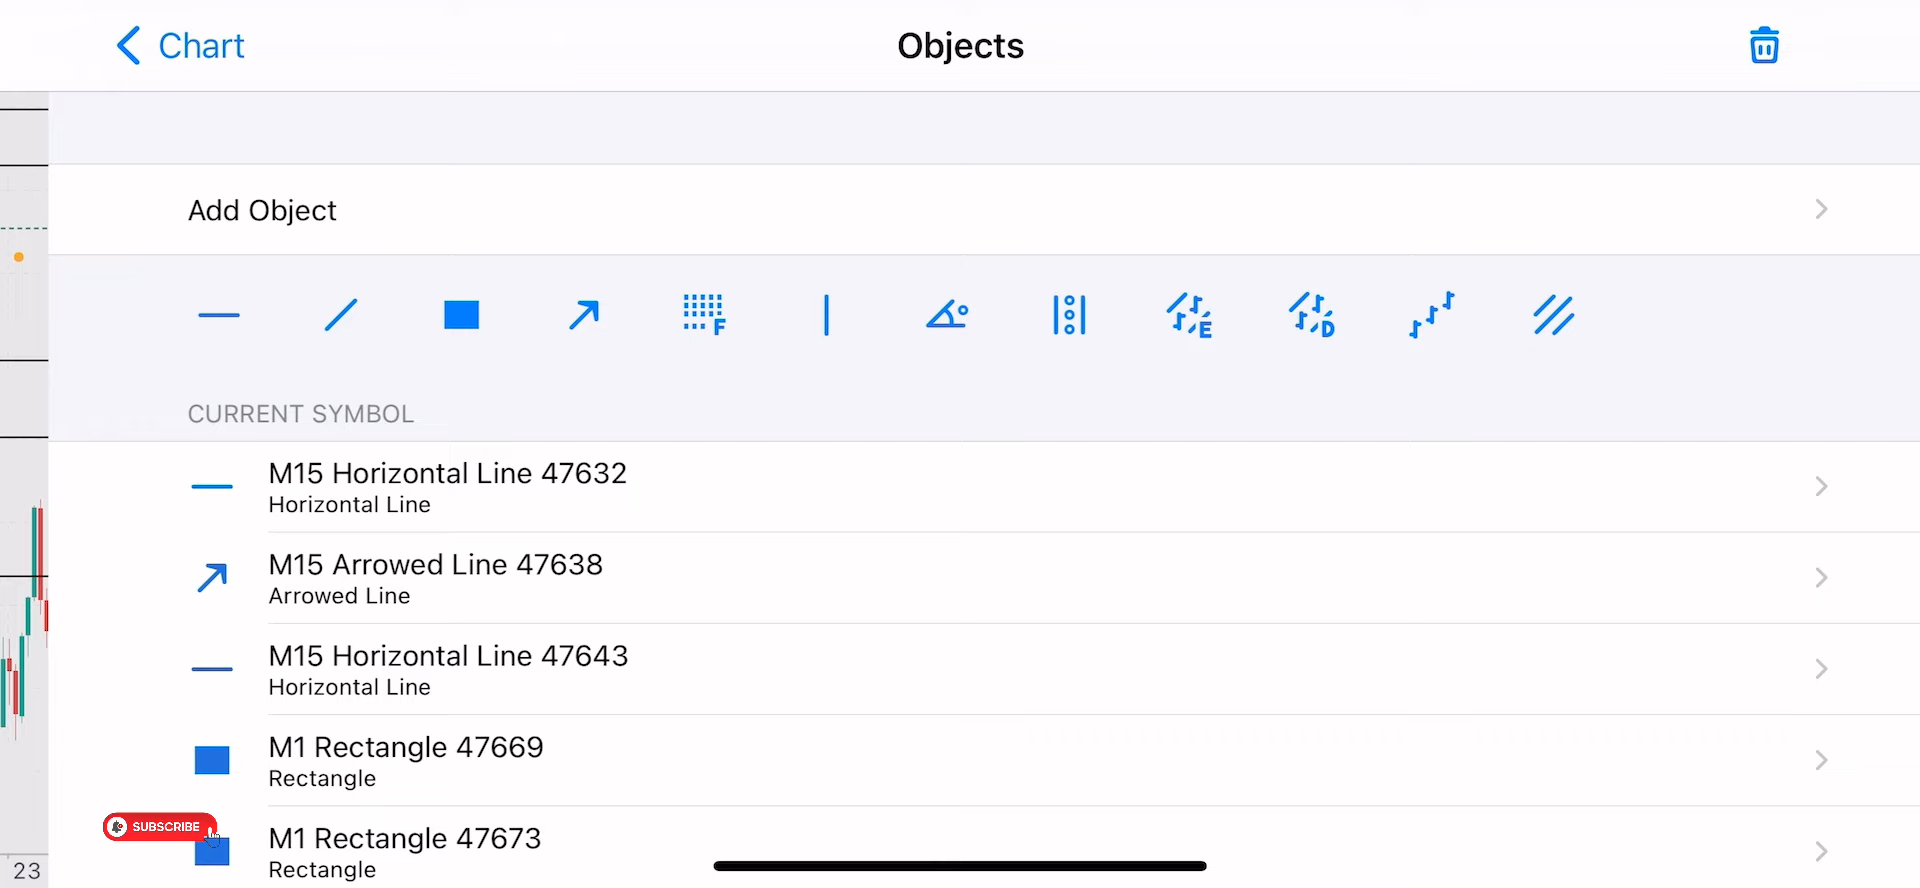 Chart
Objects
Add Object
F
E
D
CURRENT SYMBOL
M15 Horizontal Line 47632
Horizontal Line
M15 Arrowed Line 47638
Arrowed Line
M15 Horizontal Line 47643
Horizontal Line
M1 Rectangle 47669
Rectangle
SUBSCRIBE
M1 Rectangle 47673
Rectangle
23